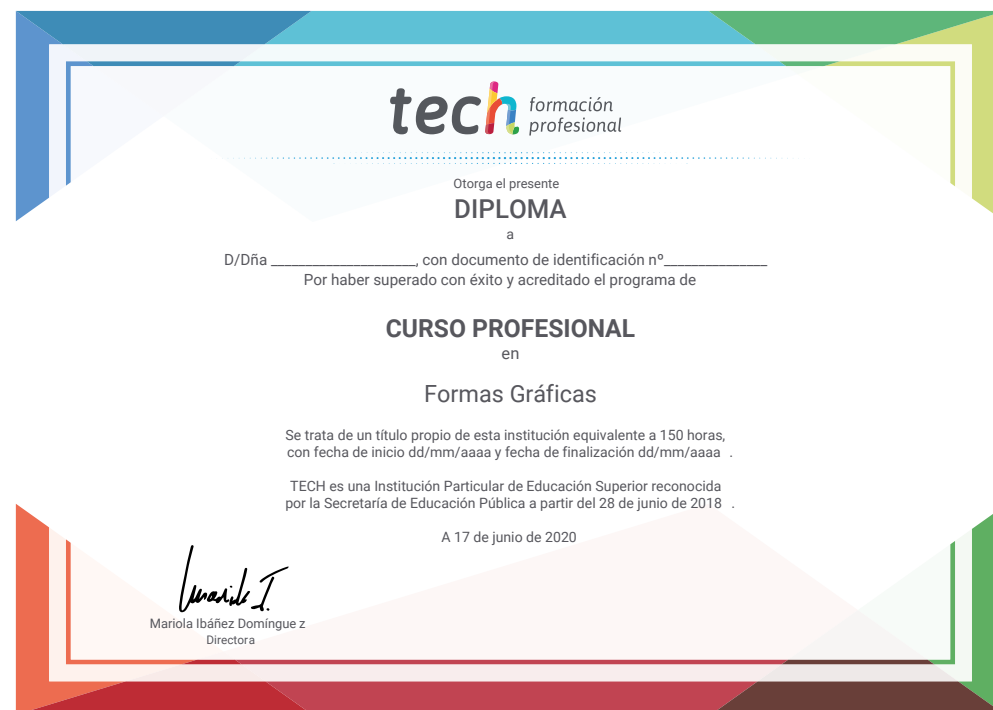 tech formación
profesional
Otorga el presente
DIPLOMA
a
D/Dña _________________, con documento de identificación nº____________
Por haber superado con éxito y acreditado el programa de
CURSO PROFESIONAL
en
Formas Gráficas
Se trata de un título propio de esta institución equivalente a 150 horas,
con fecha de inicio dd/mm/aaaa y fecha de finalización dd/mm/aaaa .
TECH es una Institución Particular de Educación Superior reconocida
por la Secretaría de Educación Pública a partir del 28 de junio de 2018 .
A 17 de junio de 2020
Mariola I.
Mariola Ibáñez Domíngue z
Directora